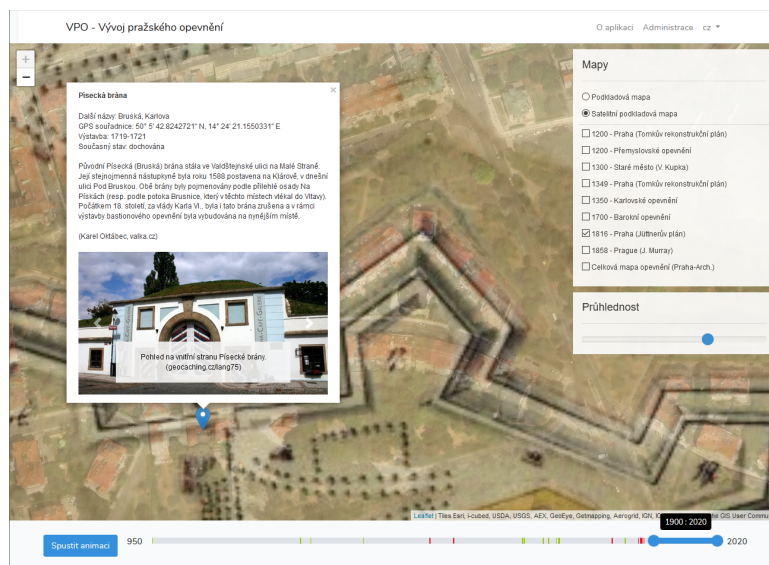 VPO - Vývoj pražského opevnění
O aplikaci Administrace cz
+
−
Písecká brána
×
Další názvy: Bruská, Karlova
GPS souřadnice: 50° 5' 42.8242721" N, 14° 24' 21.1550331" E
Výstavba: 1719-1721
Současný stav: dochována
Původní Písecká (Bruská) brána stála ve Valdštejnské ulici na Malé Straně.
Její stejnojmenná nástupkyně byla roku 1588 postavena na Klárově, v dnešní
ulici Pod Bruskou. Obě brány byly pojmenovány podle přilehlé osady Na
Pískách (resp. podle potoka Brusnice, který v těchto místech vtékal do Vltavy).
Počátkem 18. století, za vlády Karla VI., byla i tato brána zrušena a v rámci
výstavby bastionového opevnění byla vybudována na nynějším místě.
(Karel Oktábec, valka.cz)
Pohled na vnitřní stranu Písecké brány.
(geocaching.cz/lang75)
Mapy
Podkladová mapa
Satelitní podkladová mapa
1200 - Praha (Tomkův rekonstrukční plán)
1200 - Přemyslovské opevnění
1300 - Staré město (V. Kupka)
1349 - Praha (Tomkův rekonstrukční plán)
1350 - Karlovské opevnění
1700 - Barokní opevnění
1816 - Praha (Jüttnerův plán)
1858 - Prague (J. Murray)
Celková mapa opevnění (Praha-Arch.)
Průhlednost
Leaflet | Tiles Esri, i-cubed, USDA, USGS, AEX, GeoEye, Getmapping, Aerogrid, IGN, GIS User Commu
1900 : 2020
Spustit animaci
950
2020